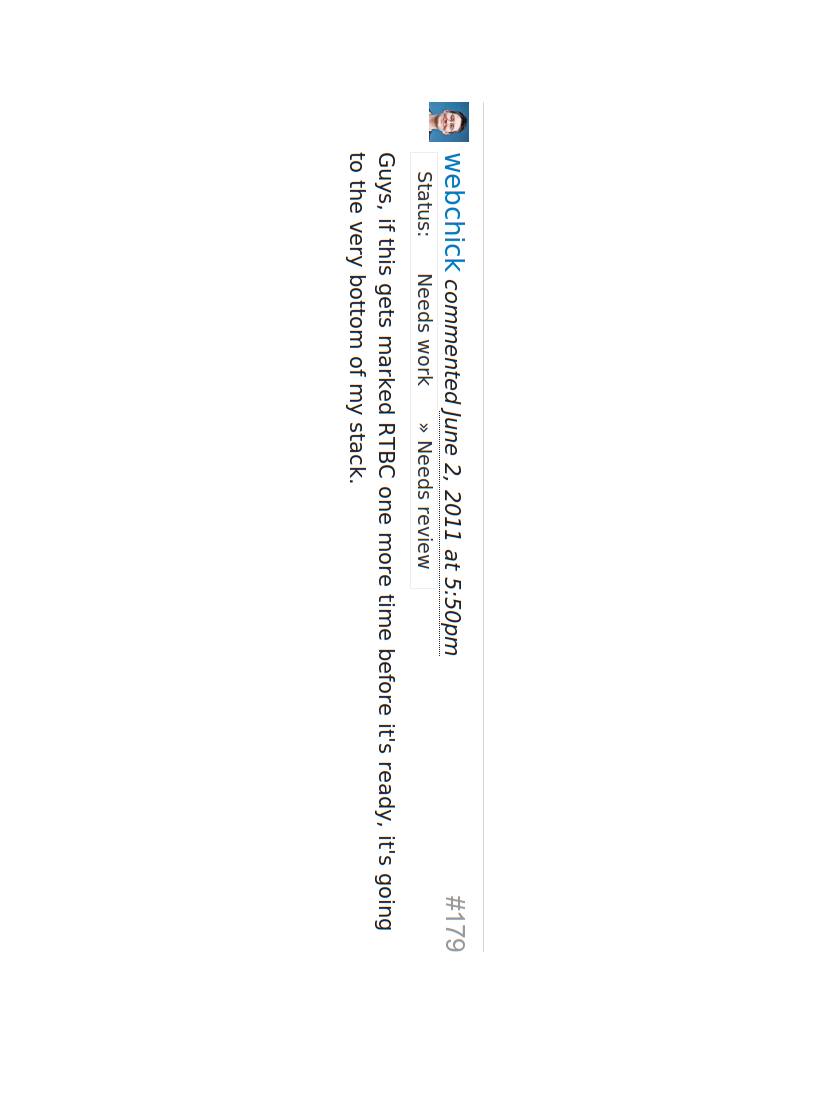 webchick commented June 2, 2011 at 5:50pm #179
Status: Needs work » Needs review
Guys, if this gets marked RTBC one more time before it's ready, it's going
to the very bottom of my stack.